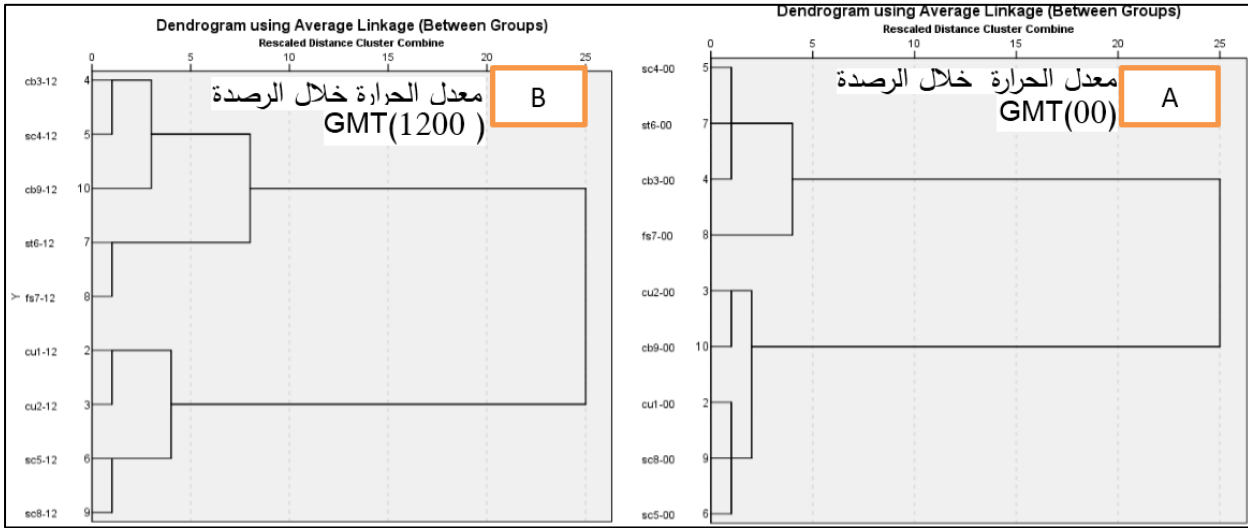 Dendrogram using Average Linkage (Between Groups)
Rescaled Distance Cluster Combine
0 5 10 15 20 25
معدل الحرارة خلال الرصدة
GMT(1200 )
B
cb3-12 4
sc4-12 5
cb9-12 10
st6-12 7
Y
fs7-12 8
cu1-12 2
cu2-12 3
sc5-12 6
sc8-12 9
Dendrogram using Average Linkage (Between Groups)
Rescaled Distance Cluster Combine
0 5 10 15 20 25
معدل الحرارة خلال الرصدة
GMT(00)
A
sc4-00 5
st6-00 7
cb3-00 4
fs7-00 8
cu2-00 3
cb9-00 10
cu1-00 2
sc8-00 9
sc5-00 6